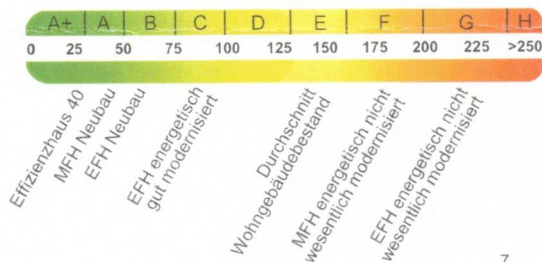 A+ A B C D E F G H
0 25 50 75 100 125 150 175 200 225 >250
Effizienzhaus 40
MFH Neubau
EFH Neubau
EFH energetisch
gut modernisiert
Durchschnitt
Wohngebäudebestand
MFH energetisch nicht
wesentlich modernisiert
EFH energetisch nicht
wesentlich modernisiert
7